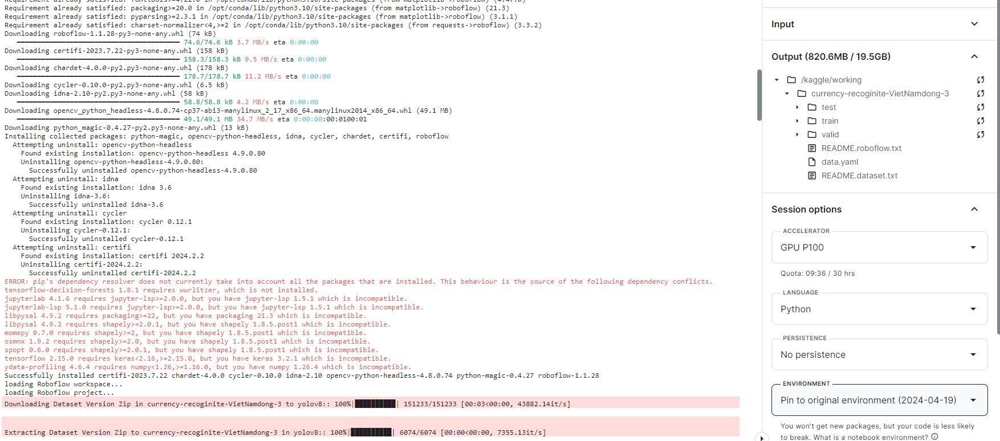 Requirement already satisfied: fonttools>=4.22.0 in /opt/conda/lib/python3.10/site-packages (from matplotlib->roboflow) (4.47.0)
Requirement already satisfied: packaging>=20.0 in /opt/conda/lib/python3.10/site-packages (from matplotlib->roboflow) (21.3)
Requirement already satisfied: pyparsing>=2.3.1 in /opt/conda/lib/python3.10/site-packages (from matplotlib->roboflow) (3.1.1)
Requirement already satisfied: charset-normalizer<4,>=2 in /opt/conda/lib/python3.10/site-packages (from requests->roboflow) (3.3.2)
Downloading roboflow-1.1.28-py3-none-any.whl (74 kB)
74.6/74.6 kB 3.7 MB/s eta 0:00:00
Downloading certifi-2023.7.22-py3-none-any.whl (158 kB)
158.3/158.3 kB 9.5 MB/s eta 0:00:00
Downloading chardet-4.0.0-py2.py3-none-any.whl (178 kB)
178.7/178.7 kB 11.2 MB/s eta 0:00:00
Downloading cycler-0.10.0-py2.py3-none-any.whl (6.5 kB)
Downloading idna-2.10-py2.py3-none-any.whl (58 kB)
58.8/58.8 kB 4.2 MB/s eta 0:00:00
Downloading opencv_python_headless-4.8.0.74-cp37-abi3-manylinux_2_17_x86_64.manylinux2014_x86_64.whl (49.1 MB)
49.1/49.1 MB 34.7 MB/s eta 0:00:00:00:0100:01
Downloading python_magic-0.4.27-py2.py3-none-any.whl (13 kB)
Installing collected packages: python-magic, opencv-python-headless, idna, cycler, chardet, certifi, roboflow
Attempting uninstall: opencv-python-headless
Found existing installation: opencv-python-headless 4.9.0.80
Uninstalling opencv-python-headless-4.9.0.80:
Successfully uninstalled opencv-python-headless-4.9.0.80
Attempting uninstall: idna
Found existing installation: idna 3.6
Uninstalling idna-3.6:
Successfully uninstalled idna-3.6
Attempting uninstall: cycler
Found existing installation: cycler 0.12.1
Uninstalling cycler-0.12.1:
Successfully uninstalled cycler-0.12.1
Attempting uninstall: certifi
Found existing installation: certifi 2024.2.2
Uninstalling certifi-2024.2.2:
Successfully uninstalled certifi-2024.2.2
ERROR: pip's dependency resolver does not currently take into account all the packages that are installed. This behaviour is the source of the following dependency conflicts.
tensorflow-decision-forests 1.8.1 requires wurlitzer, which is not installed.
jupyterlab 4.1.6 requires jupyter-lsp>=2.0.0, but you have jupyter-lsp 1.5.1 which is incompatible.
jupyterlab-lsp 5.1.0 requires jupyter-lsp>=2.0.0, but you have jupyter-lsp 1.5.1 which is incompatible.
libpysal 4.9.2 requires packaging>=22, but you have packaging 21.3 which is incompatible.
libpysal 4.9.2 requires shapely>=2.0.1, but you have shapely 1.8.5.post1 which is incompatible.
momepy 0.7.0 requires shapely>=2, but you have shapely 1.8.5.post1 which is incompatible.
osmnx 1.9.2 requires shapely>=2.0, but you have shapely 1.8.5.post1 which is incompatible.
spopt 0.6.0 requires shapely>=2.0.1, but you have shapely 1.8.5.post1 which is incompatible.
tensorflow 2.15.0 requires keras<2.16,>=2.15.0, but you have keras 3.2.1 which is incompatible.
ydata-profiling 4.6.4 requires numpy<1.26,>=1.16.0, but you have numpy 1.26.4 which is incompatible.
Successfully installed certifi-2023.7.22 chardet-4.0.0 cycler-0.10.0 idna-2.10 opencv-python-headless-4.8.0.74 python-magic-0.4.27 roboflow-1.1.28
loading Roboflow workspace...
loading Roboflow project...
Downloading Dataset Version Zip in currency-recoginite-VietNamdong-3 to yolov8:: 100%|██████████| 151233/151233 [00:03<00:00, 43882.14it/s]
Extracting Dataset Version Zip to currency-recoginite-VietNamdong-3 in yolov8:: 100%|██████████| 6074/6074 [00:00<00:00, 7355.13it/s]
Input
Output (820.6MB / 19.5GB)
/kaggle/working
currency-recoginite-VietNamdong-3
test
train
valid
README.roboflow.txt
data.yaml
README.dataset.txt
Session options
ACCELERATOR
GPU P100
Quota: 09:36 / 30 hrs
LANGUAGE
Python
PERSISTENCE
No persistence
ENVIRONMENT
Pin to original environment (2024-04-19)
You won't get new packages, but your code is less likely
to break. What is a notebook environment?